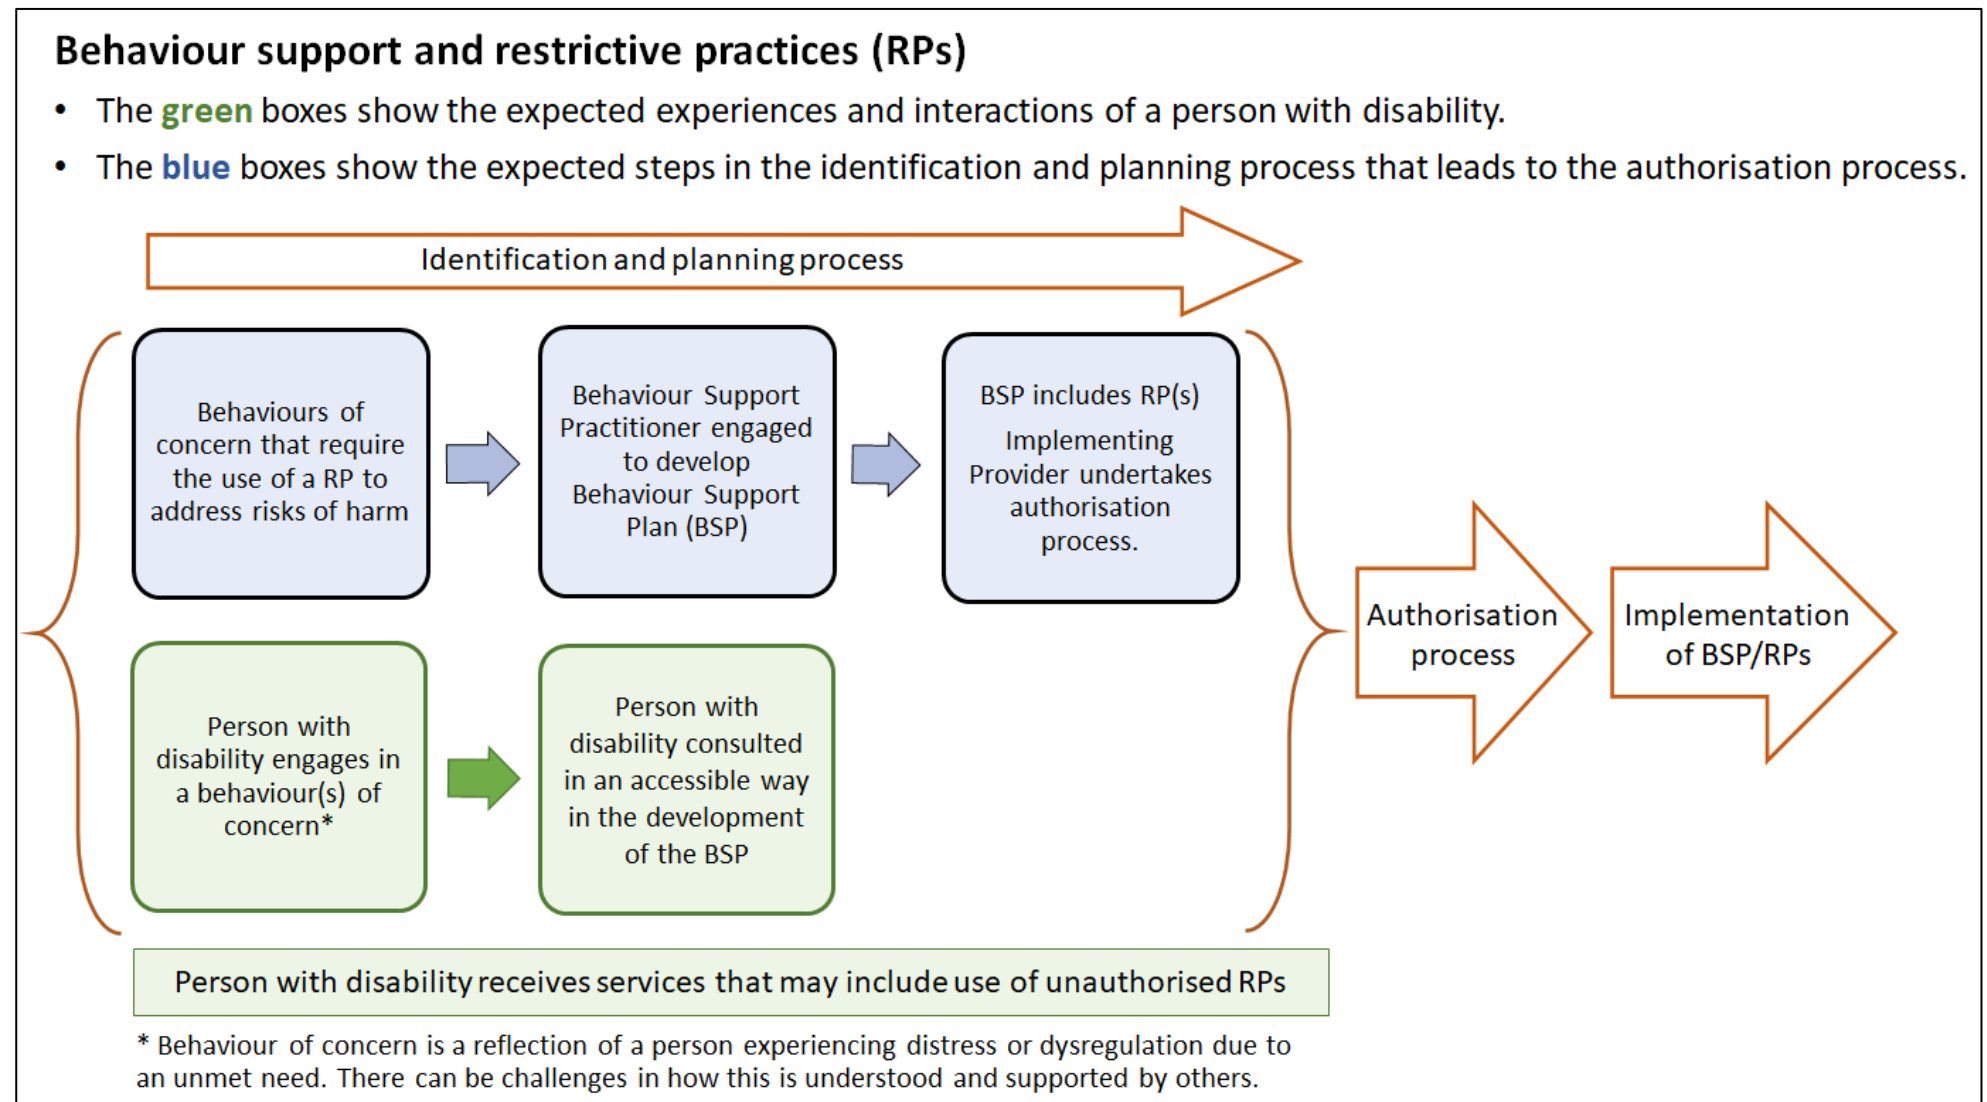 Behaviour support and restrictive practices (RPs)
• The green boxes show the expected experiences and interactions of a person with disability.
• The blue boxes show the expected steps in the identification and planning process that leads to the authorisation process.
Identification and planning process
Behaviours of
concern that require
the use of a RP to
address risks of harm
Behaviour Support
Practitioner engaged
to develop
Behaviour Support
Plan (BSP)
BSP includes RP(s)
Implementing
Provider undertakes
authorisation
process.
Person with
disability engages in
a behaviour(s) of
concern*
Person with
disability consulted
in an accessible way
in the development
of the BSP
Authorisation
process
Implementation
of BSP/RPs
Person with disability receives services that may include use of unauthorised RPs
* Behaviour of concern is a reflection of a person experiencing distress or dysregulation due to
an unmet need. There can be challenges in how this is understood and supported by others.